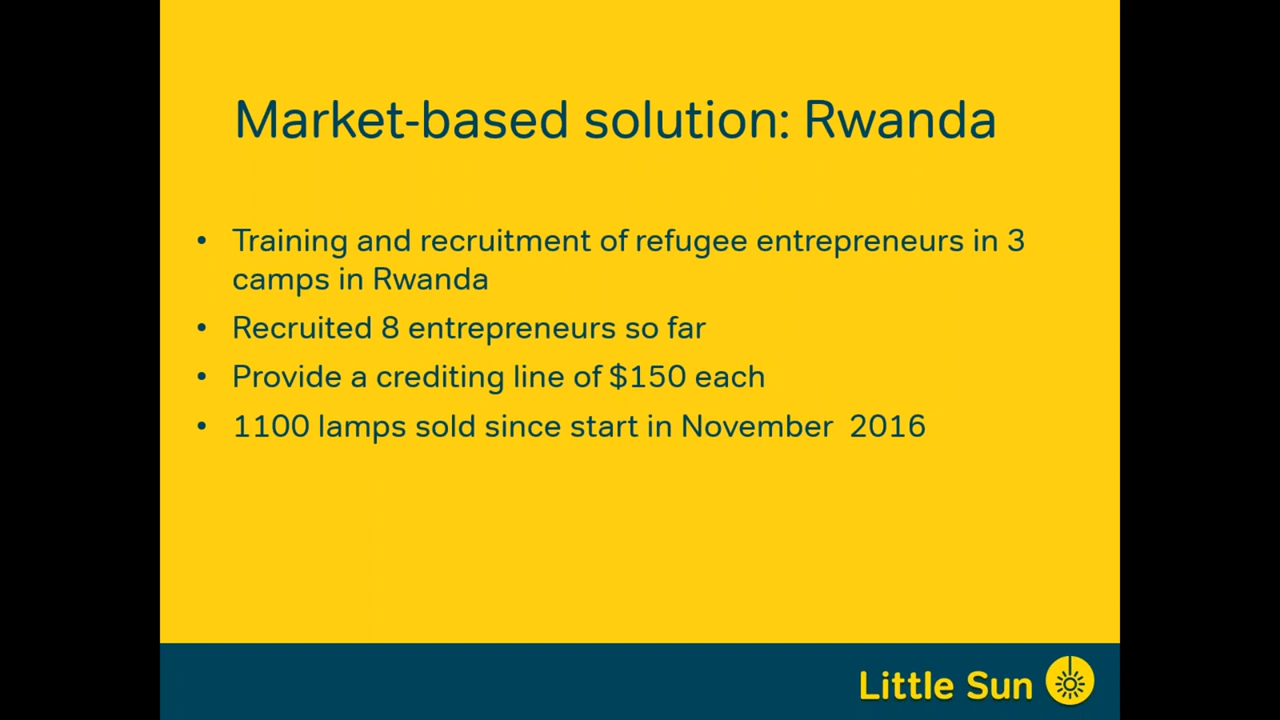 Market-based solution: Rwanda
• Training and recruitment of refugee entrepreneurs in 3
camps in Rwanda
• Recruited 8 entrepreneurs so far
• Provide a crediting line of $150 each
• 1100 lamps sold since start in November  2016
Little Sun